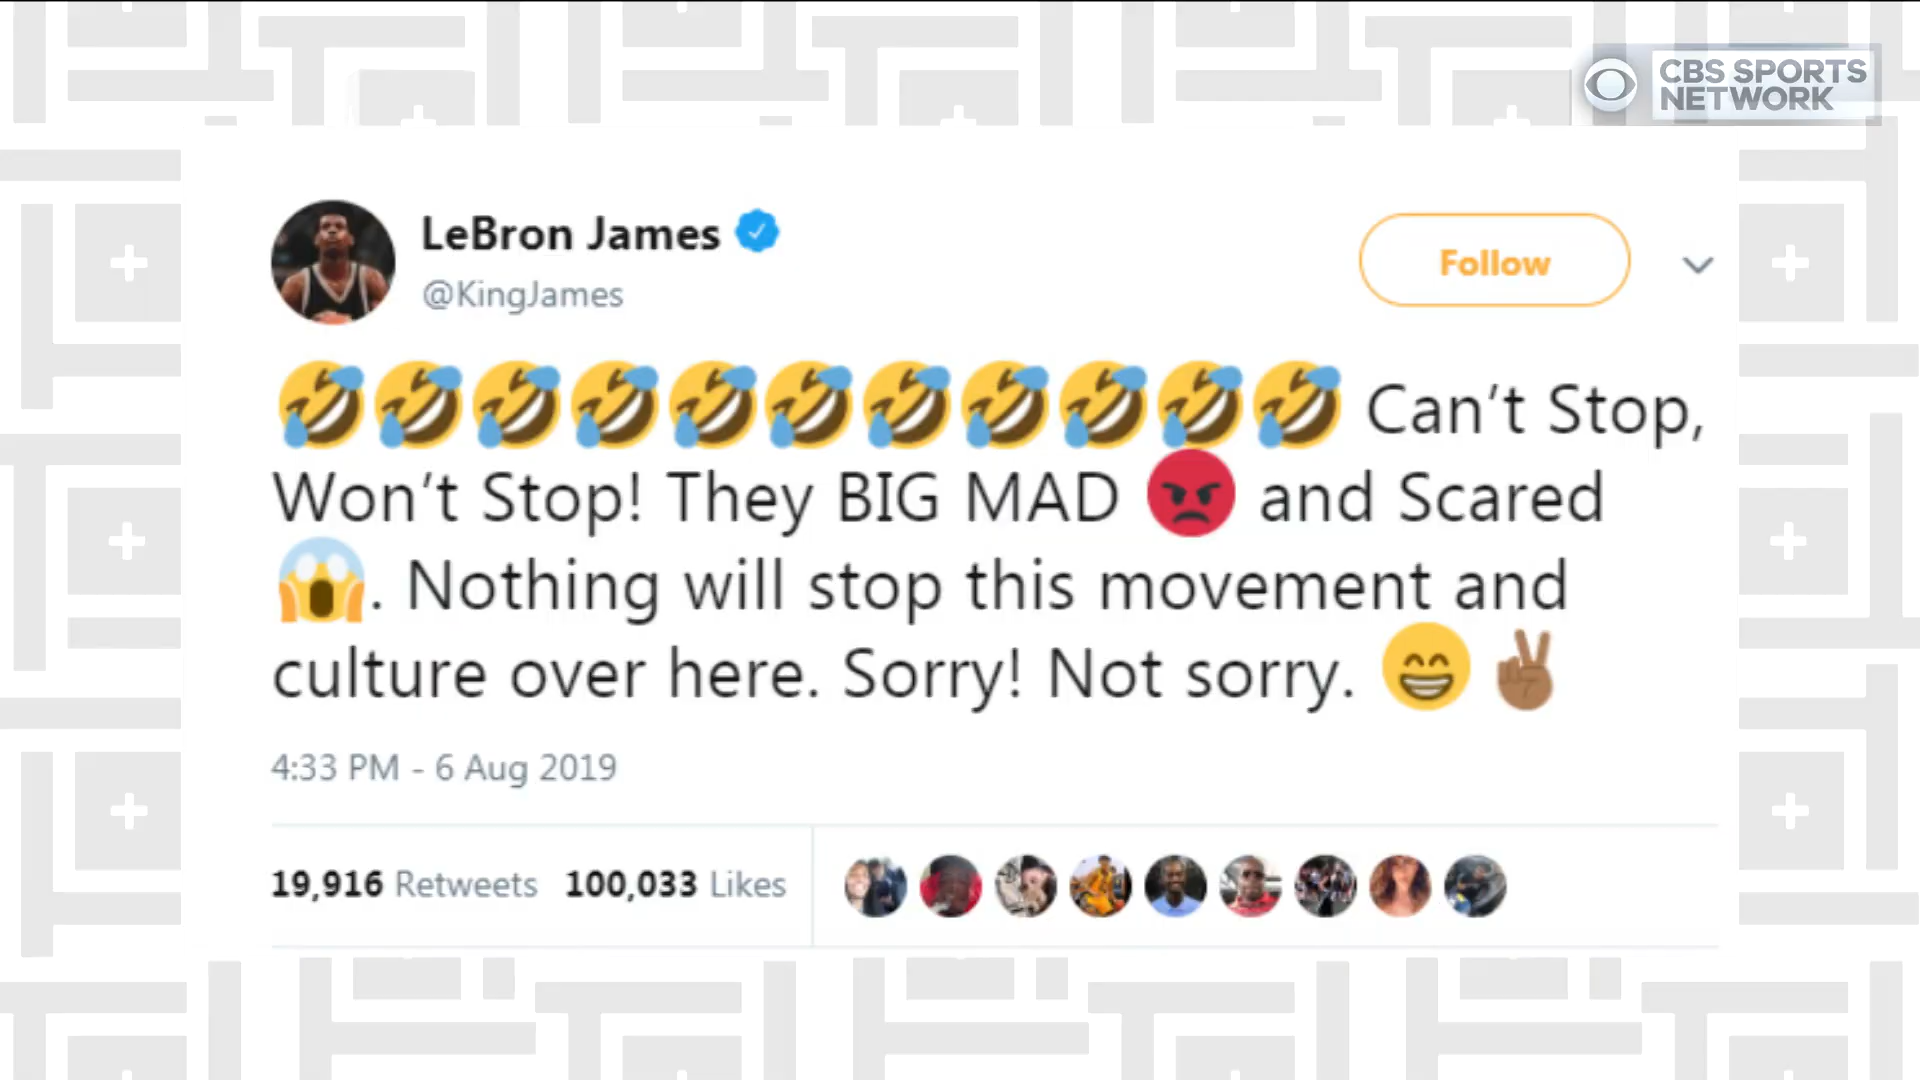 CBS SPORTS
NETWORK
LeBron James
@KingJames
Follow
🤣🤣🤣🤣🤣🤣🤣🤣🤣🤣🤣 Can’t Stop,
Won’t Stop! They BIG MAD 😡 and Scared
😱. Nothing will stop this movement and
culture over here. Sorry! Not sorry. 😁✌🏾
4:33 PM - 6 Aug 2019
19,916 Retweets 100,033 Likes